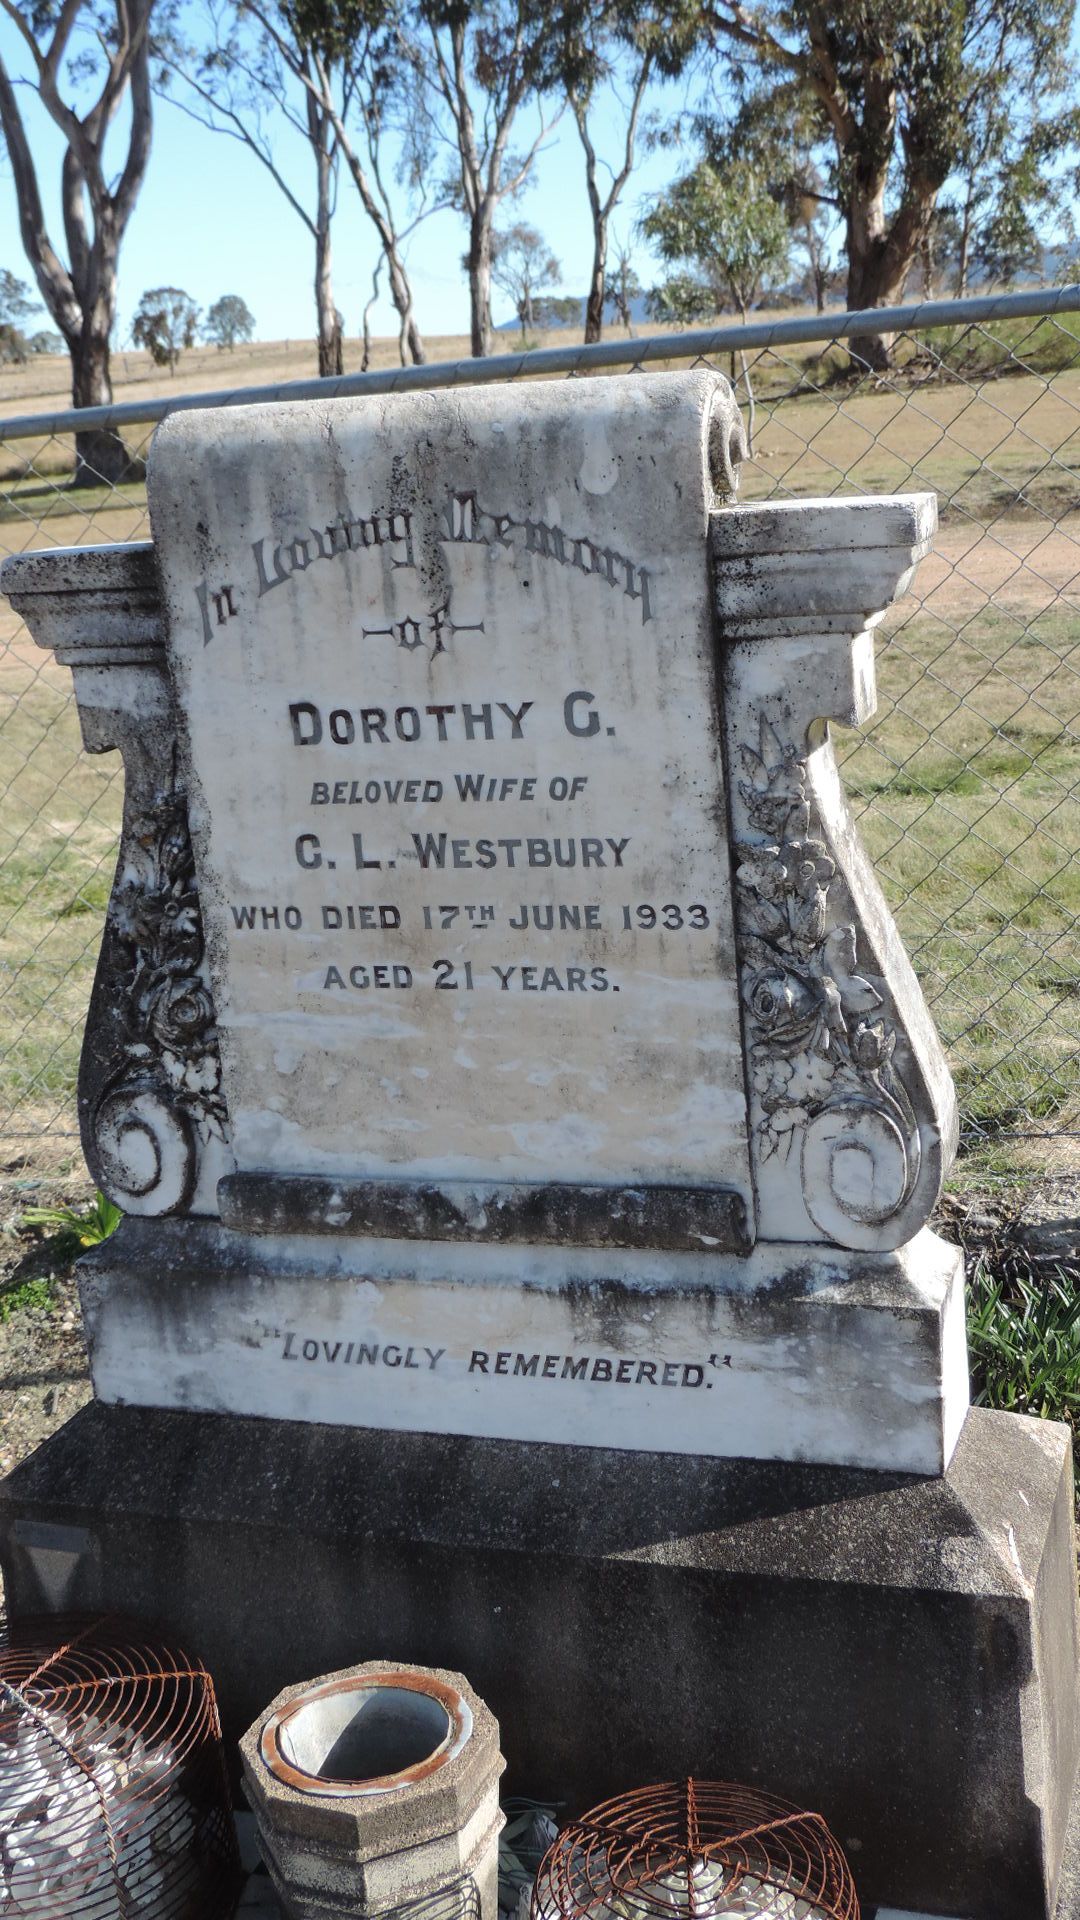 In Loving Memory
of
DOROTHY G.
BELOVED WIFE OF
C. L. WESTBURY
WHO DIED 17TH JUNE 1933
AGED 21 YEARS.
"LOVINGLY REMEMBERED."